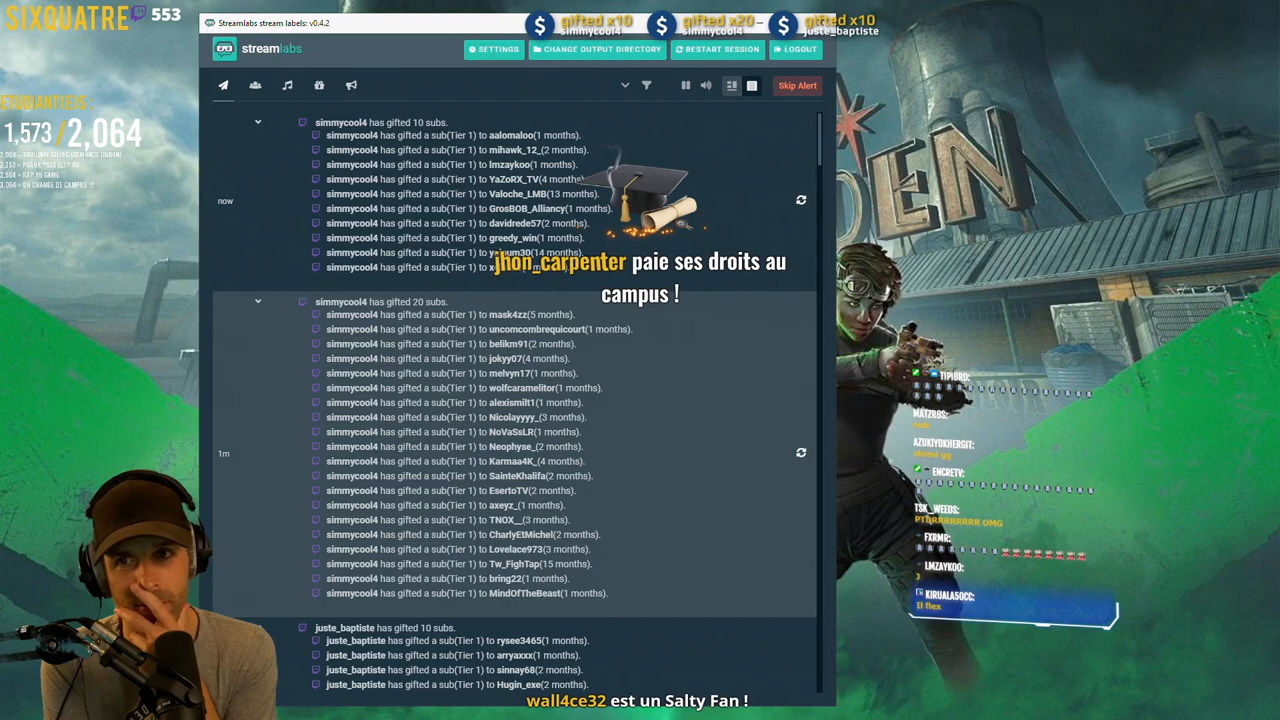 SIXQUATRE 553
ETUDIANT(E)S :
1,573 / 2,064
3,064 = ON CHANGE DE CAMPUS !!!
Streamlabs stream labels: v0.4.2
gifted x10
simmycool4
gifted x20
simmycool4
gifted x10
juste_baptiste
streamlabs
SETTINGS
CHANGE OUTPUT DIRECTORY
RESTART SESSION
LOGOUT
Skip Alert
now
simmycool4 has gifted 10 subs.
simmycool4 has gifted a sub(Tier 1) to aalomaloo(1 months).
simmycool4 has gifted a sub(Tier 1) to mihawk_12_(2 months).
simmycool4 has gifted a sub(Tier 1) to lmzaykoo(1 months).
simmycool4 has gifted a sub(Tier 1) to YaZoRX_TV(4 months).
simmycool4 has gifted a sub(Tier 1) to Valoche_LMB(13 months).
simmycool4 has gifted a sub(Tier 1) to GrosBOB_Alliancy(1 months).
simmycool4 has gifted a sub(Tier 1) to davidrede57(2 months).
simmycool4 has gifted a sub(Tier 1) to greedy_win(1 months).
simmycool4 has gifted a sub(Tier 1) to
simmycool4 has gifted a sub(Tier 1) to
jhon_carpenter paie ses droits au
campus !
1m
simmycool4 has gifted 20 subs.
simmycool4 has gifted a sub(Tier 1) to mask4zz(5 months).
simmycool4 has gifted a sub(Tier 1) to uncomcombrequicourt(1 months).
simmycool4 has gifted a sub(Tier 1) to belikm91(2 months).
simmycool4 has gifted a sub(Tier 1) to jokyy07(4 months).
simmycool4 has gifted a sub(Tier 1) to melvyn17(1 months).
simmycool4 has gifted a sub(Tier 1) to wolfcaramelitor(1 months).
simmycool4 has gifted a sub(Tier 1) to alexismilt1(1 months).
simmycool4 has gifted a sub(Tier 1) to Nicolayyyy_(3 months).
simmycool4 has gifted a sub(Tier 1) to NoVaSsLR(1 months).
simmycool4 has gifted a sub(Tier 1) to Neophyse_(2 months).
simmycool4 has gifted a sub(Tier 1) to Karmaa4K_(4 months).
simmycool4 has gifted a sub(Tier 1) to SainteKhalifa(2 months).
simmycool4 has gifted a sub(Tier 1) to EsertoTV(2 months).
simmycool4 has gifted a sub(Tier 1) to axeyz_(1 months).
simmycool4 has gifted a sub(Tier 1) to TNOX__(3 months).
simmycool4 has gifted a sub(Tier 1) to CharlyEtMichel(2 months).
simmycool4 has gifted a sub(Tier 1) to Lovelace973(3 months).
simmycool4 has gifted a sub(Tier 1) to Tw_FighTap(15 months).
simmycool4 has gifted a sub(Tier 1) to bring22(1 months).
simmycool4 has gifted a sub(Tier 1) to MindOfTheBeast(1 months).
juste_baptiste has gifted 10 subs.
juste_baptiste has gifted a sub(Tier 1) to rysee3465(1 months).
juste_baptiste has gifted a sub(Tier 1) to arryaxxx(1 months).
juste_baptiste has gifted a sub(Tier 1) to sinnay68(2 months).
juste_baptiste has gifted a sub(Tier 1) to Hugin_exe(2 months).
wall4ce32 est un Salty Fan !
DEN
TIPIBRD:
MATZRBS:
AZUKIYOKHERGIT:
sklmé gg
ENCRETV:
TSK_WEEDS:
PTDRRRRRRRR OMG
FXRMR:
LMZAYKOO:
J
KIRUALA5OCC:
Il flex